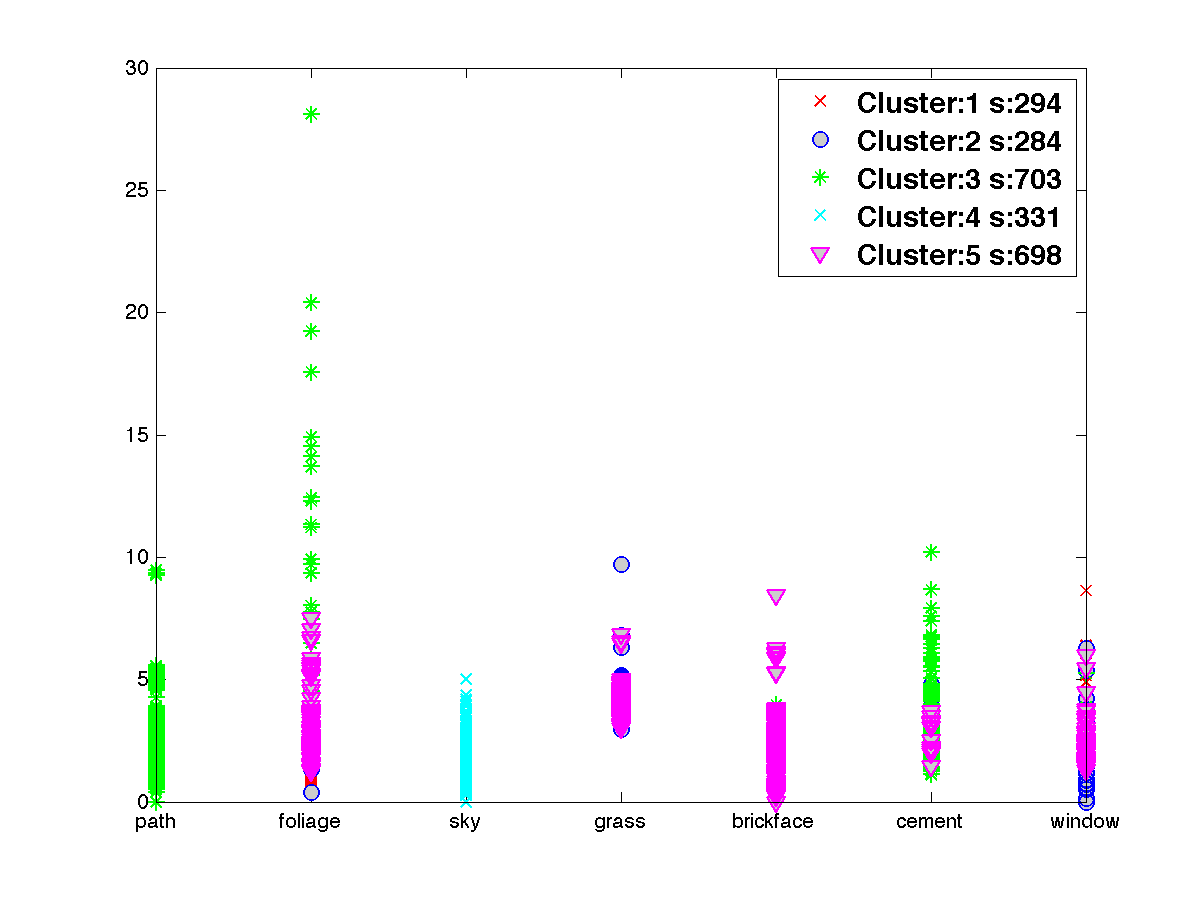 30
25
20
15
10
5
0
Cluster:1 s:294
Cluster:2 s:284
Cluster:3 s:703
Cluster:4 s:331
Cluster:5 s:698
path foliage sky grass brickface cement window